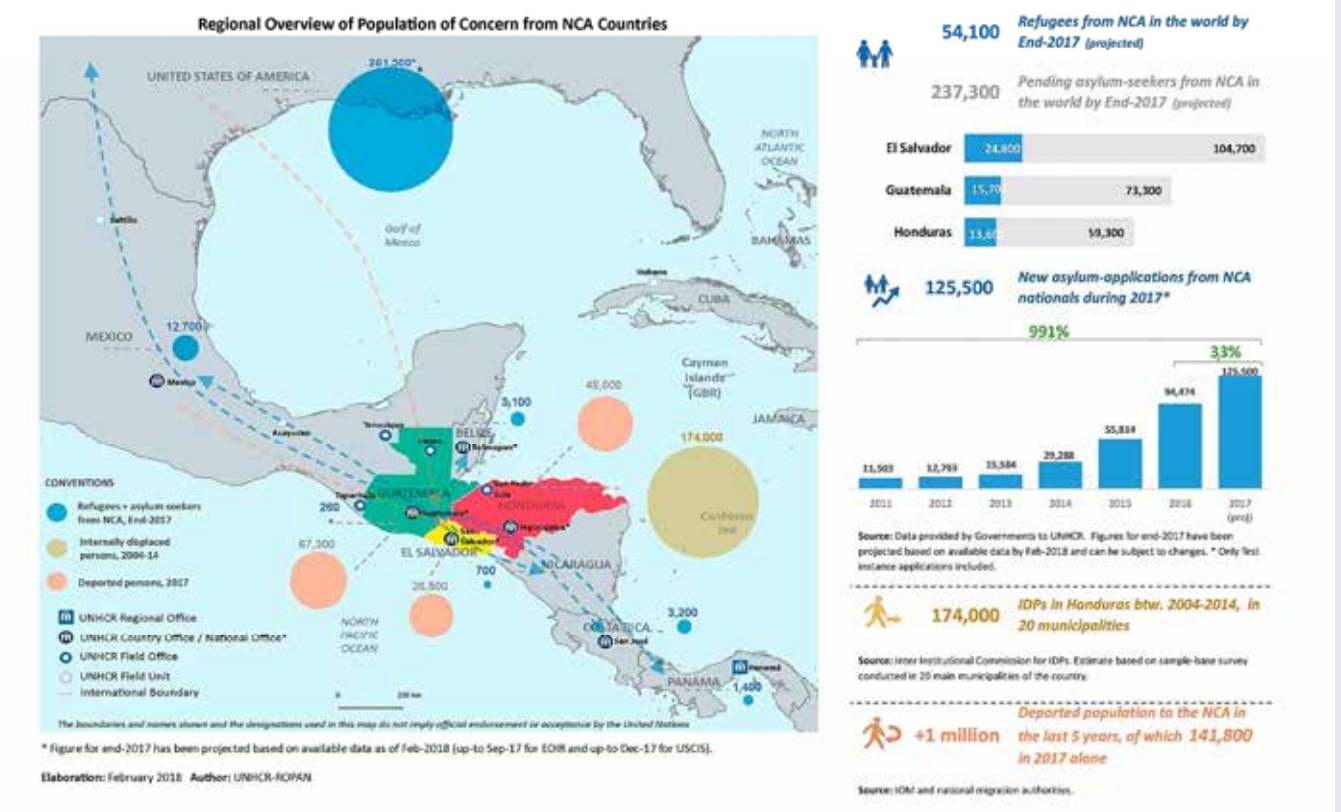 Regional Overview of Population of Concern from NCA Countries
UNITED STATES OF AMERICA
NORTH
ATLANTIC
OCEAN
Saltillo
Gulf of
Mexico
BAHAMAS
CUBA
MEXICO
12,700
Mexico
Cayman
Islands
(GBR)
JAMAICA
48,000
3,100
174,000
Acayucan
BELIZE
Belmopan*
GUATEMALA
HONDURAS
260
San
Salvador*
EL SALVADOR
67,300
26,500
700
NICARAGUA
Caribbean
Sea
NORTH
PACIFIC
OCEAN
3,200
COSTA RICA
San José
PANAMA
Panamá
1,400
CONVENTIONS
Refugees + asylum seekers
from NCA, End-2017
Internally displaced
persons, 2004-14
Deported persons, 2017
UNHCR Regional Office
UNHCR Country Office / National Office*
UNHCR Field Office
UNHCR Field Unit
International Boundary
The boundaries and names shown and the designations used in this map do not imply official endorsement or acceptance by the United Nations
* Figure for end-2017 has been projected based on available data as of Feb-2018 (up-to Sep-17 for EOIR and up-to Dec-17 for USCIS).
Elaboration: February 2018 Author: UNHCR-ROPAN
54,100 Refugees from NCA in the world by
End-2017 (projected)
237,300 Pending asylum-seekers from NCA in
the world by End-2017 (projected)
El Salvador 24,800 104,700
Guatemala 15,70 73,300
Honduras 13,60 59,300
125,500 New asylum-applications from NCA
nationals during 2017*
991%
33%
11,503 12,793 15,584 29,288 55,814 94,474 125,500
2011 2012 2013 2014 2015 2016 2017
(proj)
Source: Data provided by Governments to UNHCR. Figures for end-2017 have been
projected based on available data by Feb-2018 and can be subject to changes. * Only first
instance applications included.
174,000 IDPs in Honduras btw. 2004-2014, in
20 municipalities
Source: Inter Institutional Commission for IDPs. Estimate based on sample-base survey
conducted in 20 main municipalities of the country.
+1 million Deported population to the NCA in
the last 5 years, of which 141,800
in 2017 alone
Source: IOM and national migration authorities.